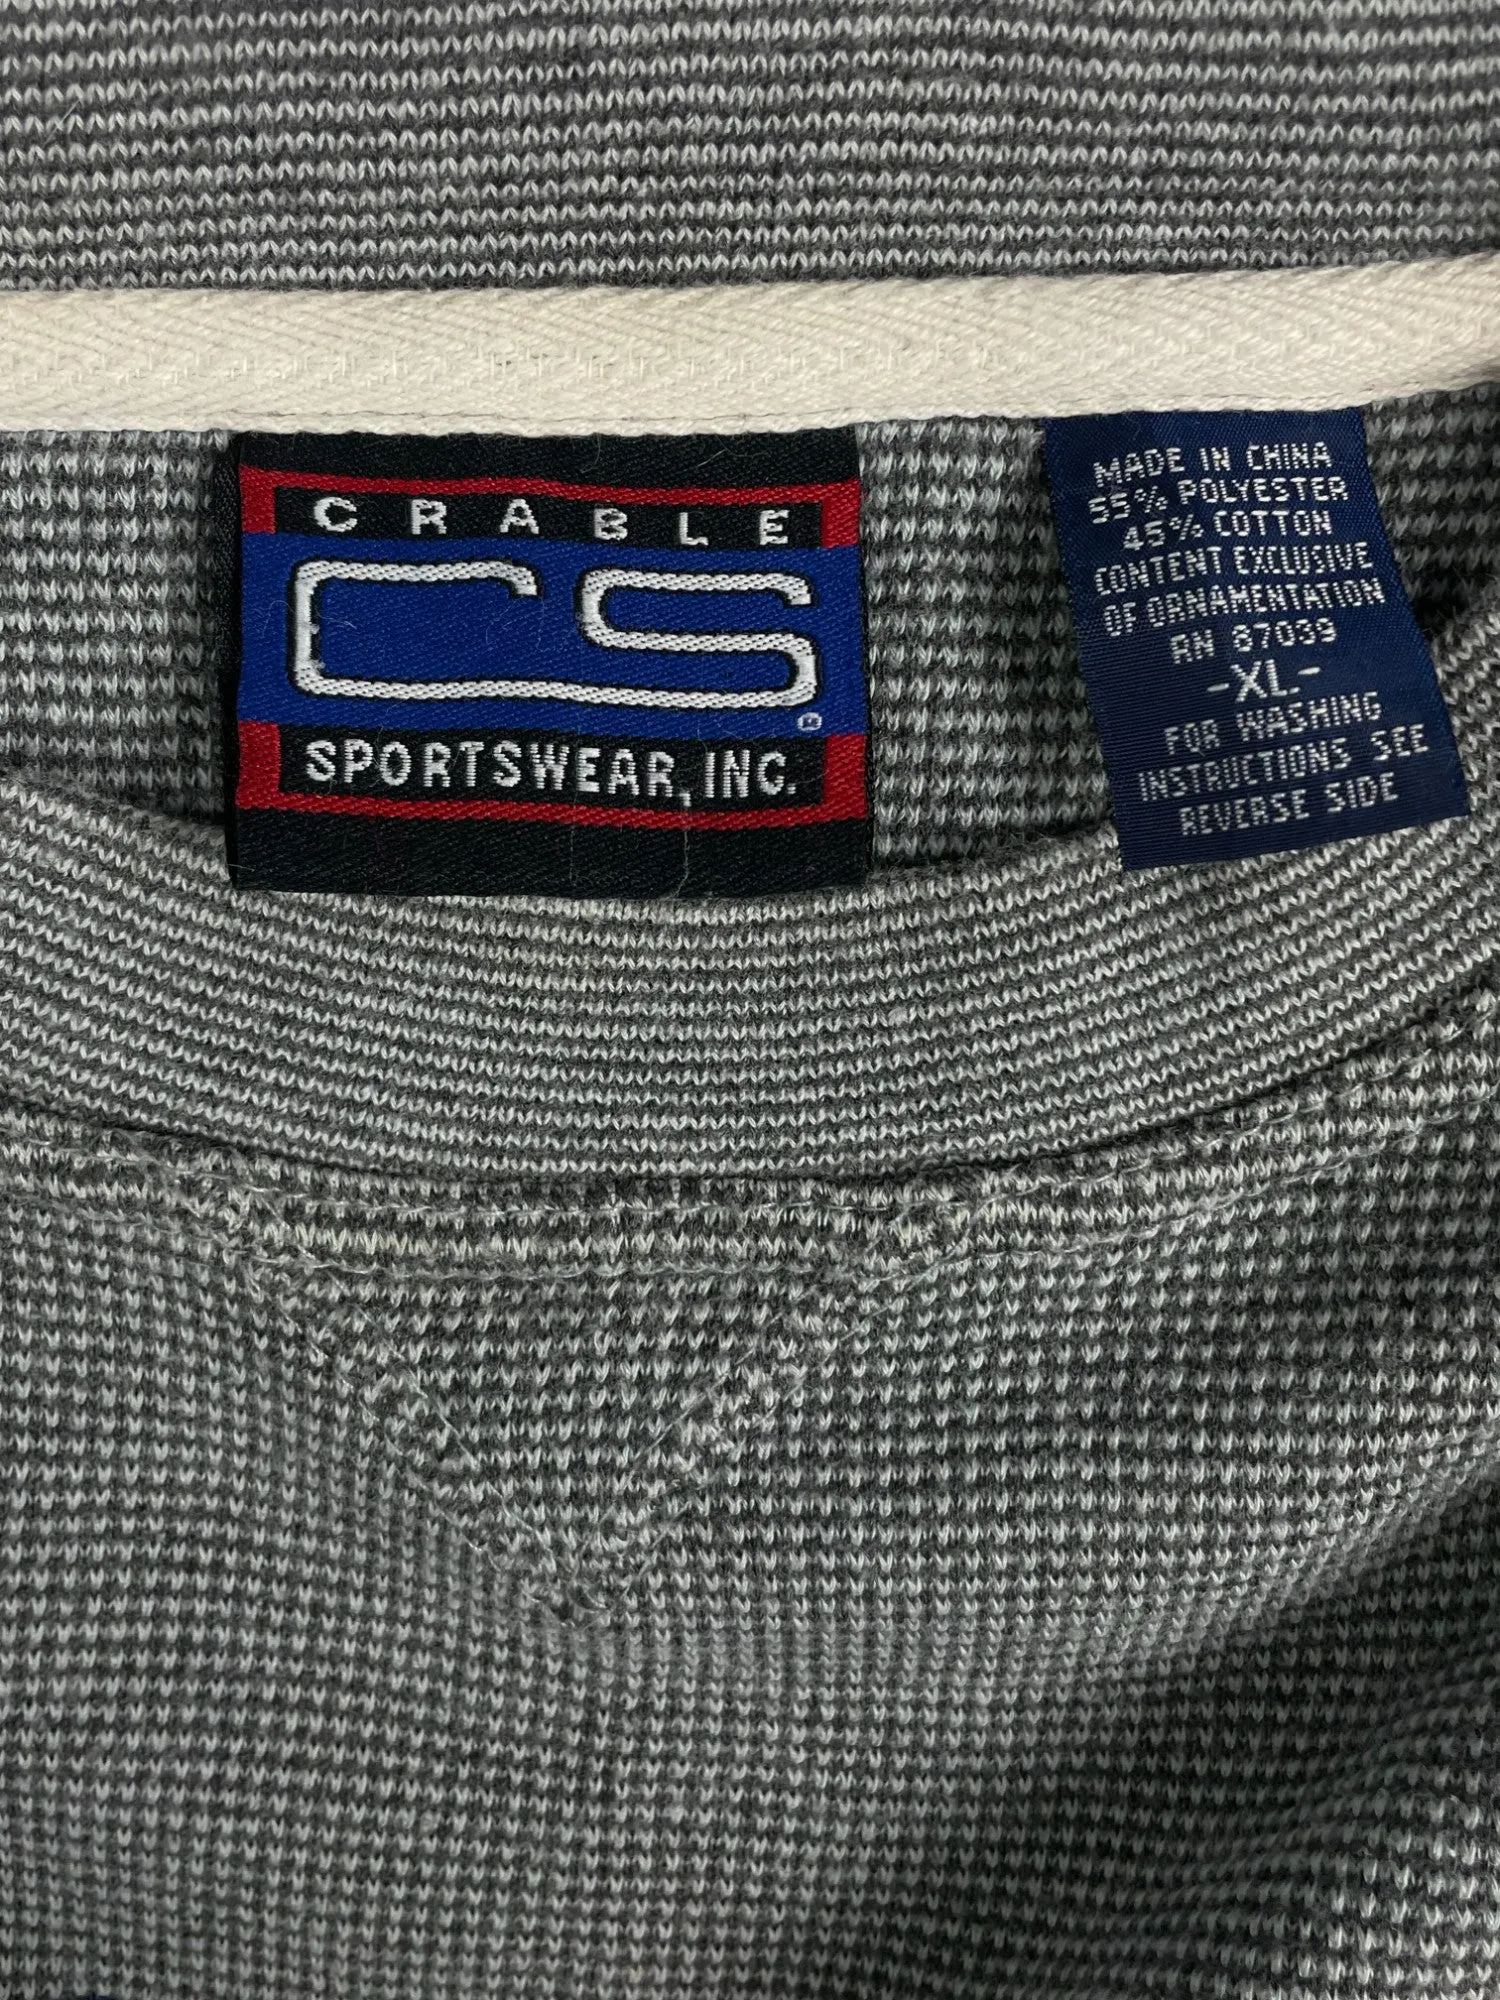 CRABLE
CS®
SPORTSWEAR, INC.
MADE IN CHINA
55% POLYESTER
45% COTTON
CONTENT EXCLUSIVE
OF ORNAMENTATION
RN 87039
-XL-
FOR WASHING
INSTRUCTIONS SEE
REVERSE SIDE